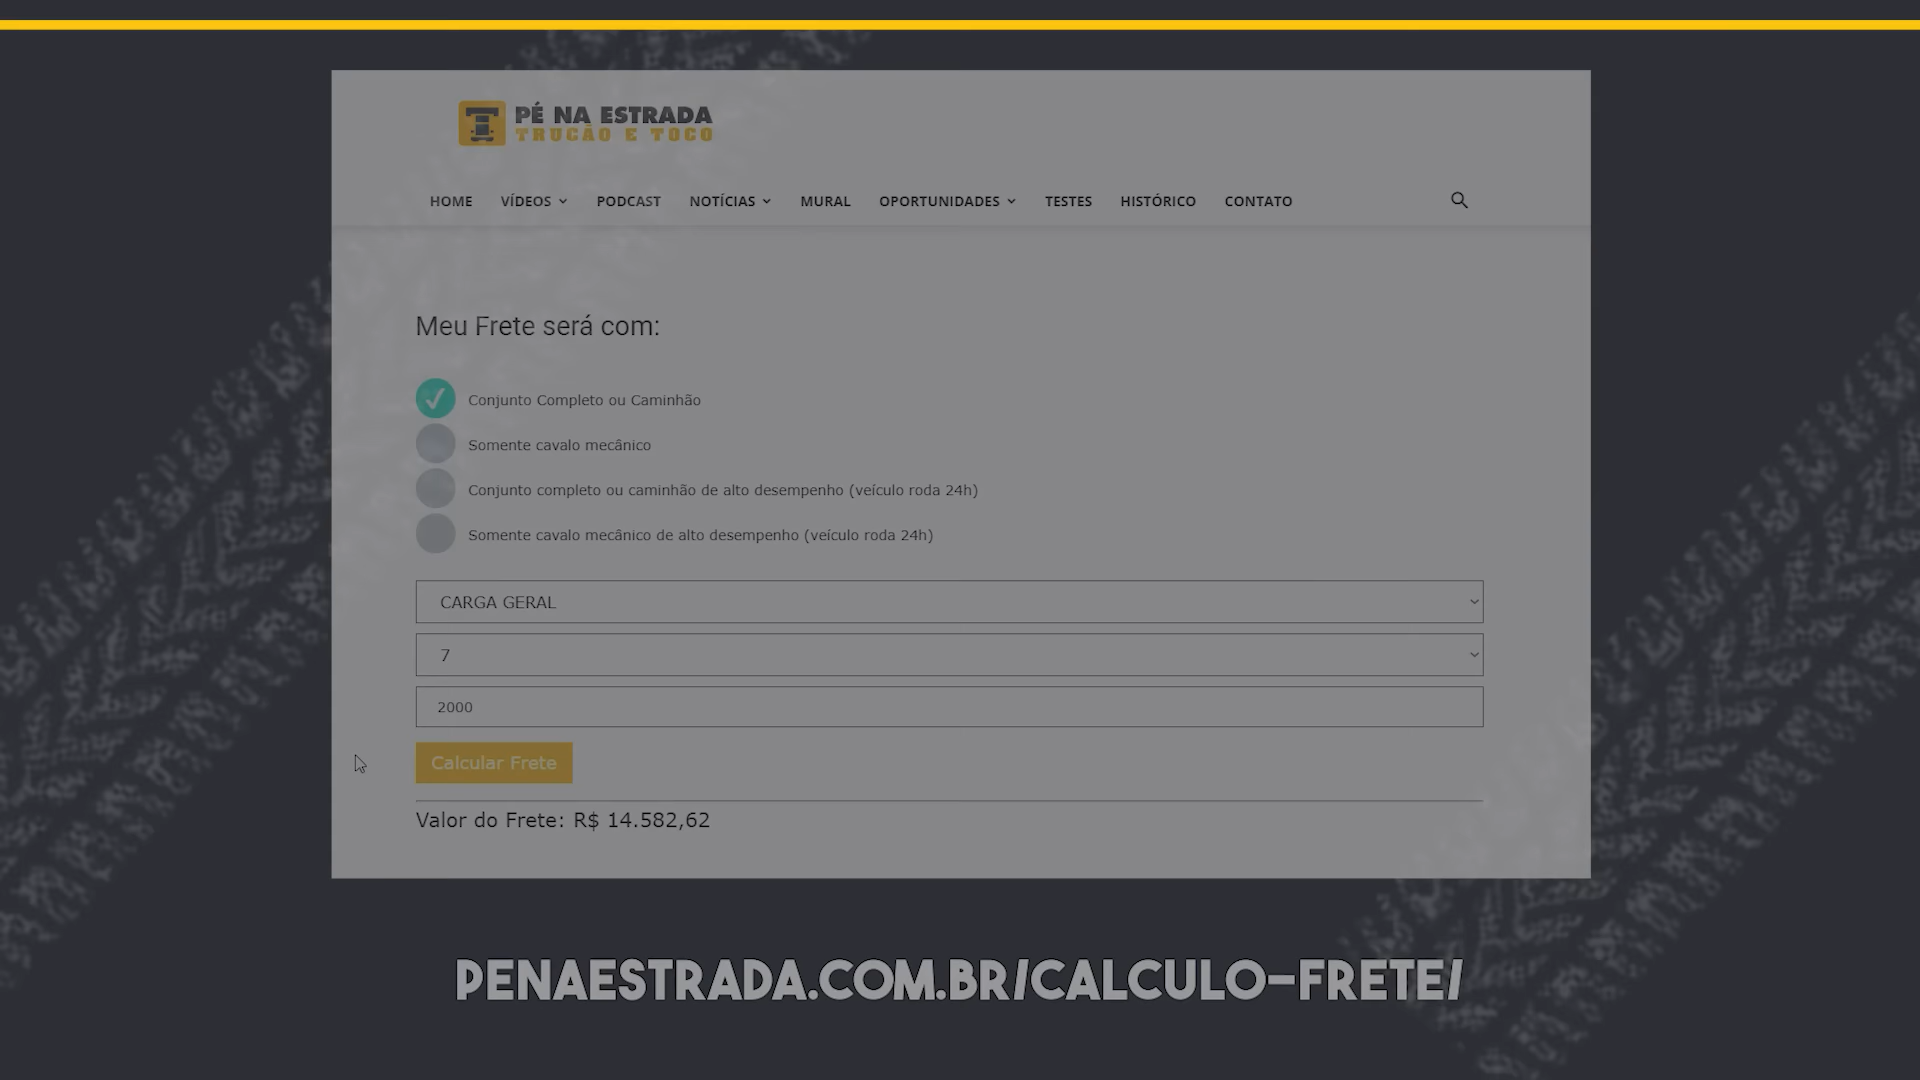 PÉ NA ESTRADA
TRUCÃO E TOCO
HOME VÍDEOS PODCAST NOTÍCIAS MURAL OPORTUNIDADES TESTES HISTÓRICO CONTATO
Meu Frete será com:
Conjunto Completo ou Caminhão
Somente cavalo mecânico
Conjunto completo ou caminhão de alto desempenho (veículo roda 24h)
Somente cavalo mecânico de alto desempenho (veículo roda 24h)
CARGA GERAL
7
2000
Calcular Frete
Valor do Frete: R$ 14.582,62
PENAESTRADA.COM.BR/CALCULO-FRETE/